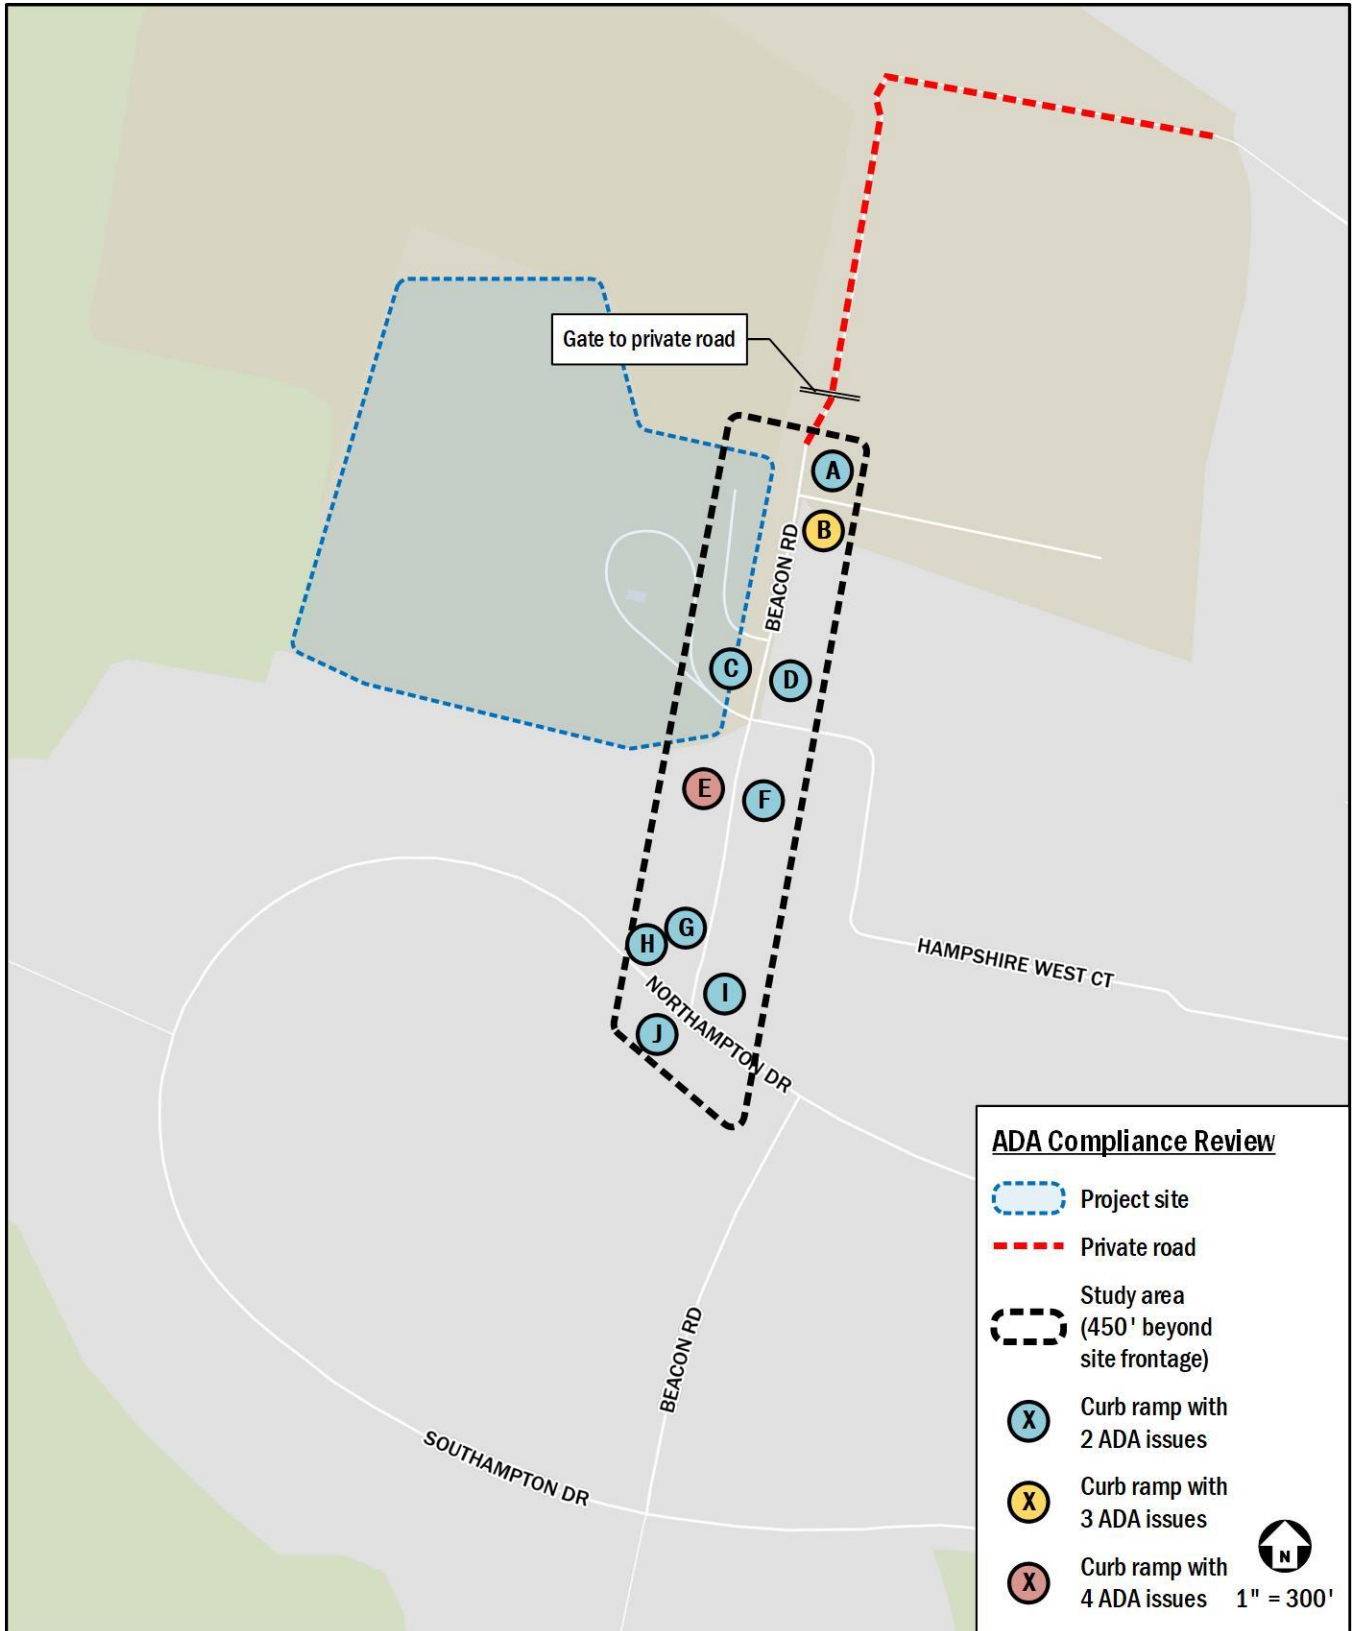 Gate to private road
A
B
BEACON RD
C
D
E
F
G
H
HAMPSHIRE WEST CT
I
NORTHAMPTON DR
J
BEACON RD
SOUTHAMPTON DR
ADA Compliance Review
Project site
Private road
Study area
(450' beyond
site frontage)
X
Curb ramp with
2 ADA issues
X
Curb ramp with
3 ADA issues
X
Curb ramp with
4 ADA issues
N
1" = 300'